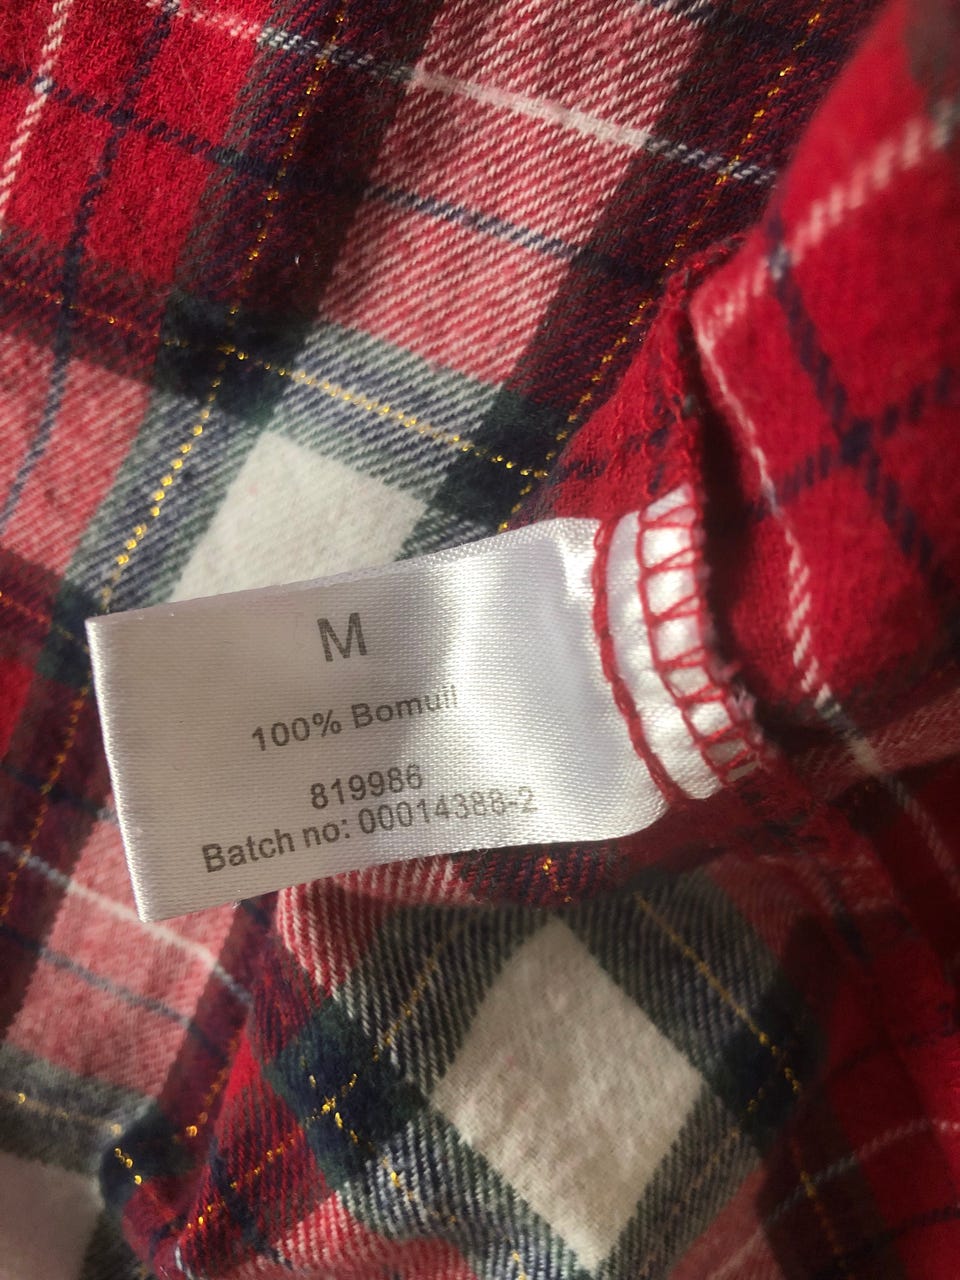 M
100% Bomull
819986
Batch no: 00014388-2